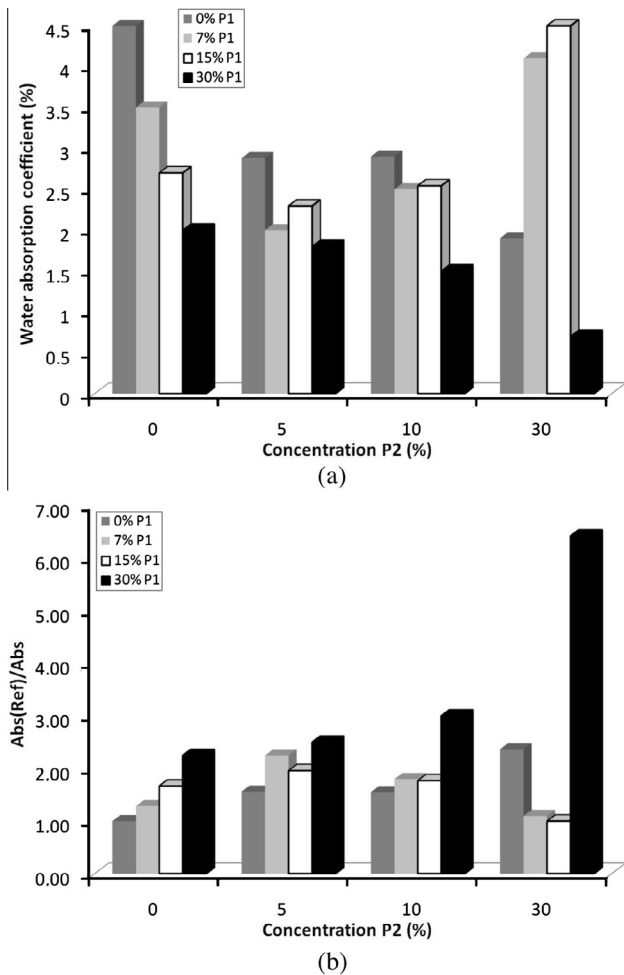 4.5
4
3.5
3
2.5
2
1.5
1
0.5
0
Water absorption coefficient (%)
0% P1
7% P1
15% P1
30% P1
0 5 10 30
Concentration P2 (%)
(a)
7.00
6.00
5.00
4.00
3.00
2.00
1.00
0.00
Abs(Ref)/Abs
0% P1
7% P1
15% P1
30% P1
0 5 10 30
Concentration P2 (%)
(b)